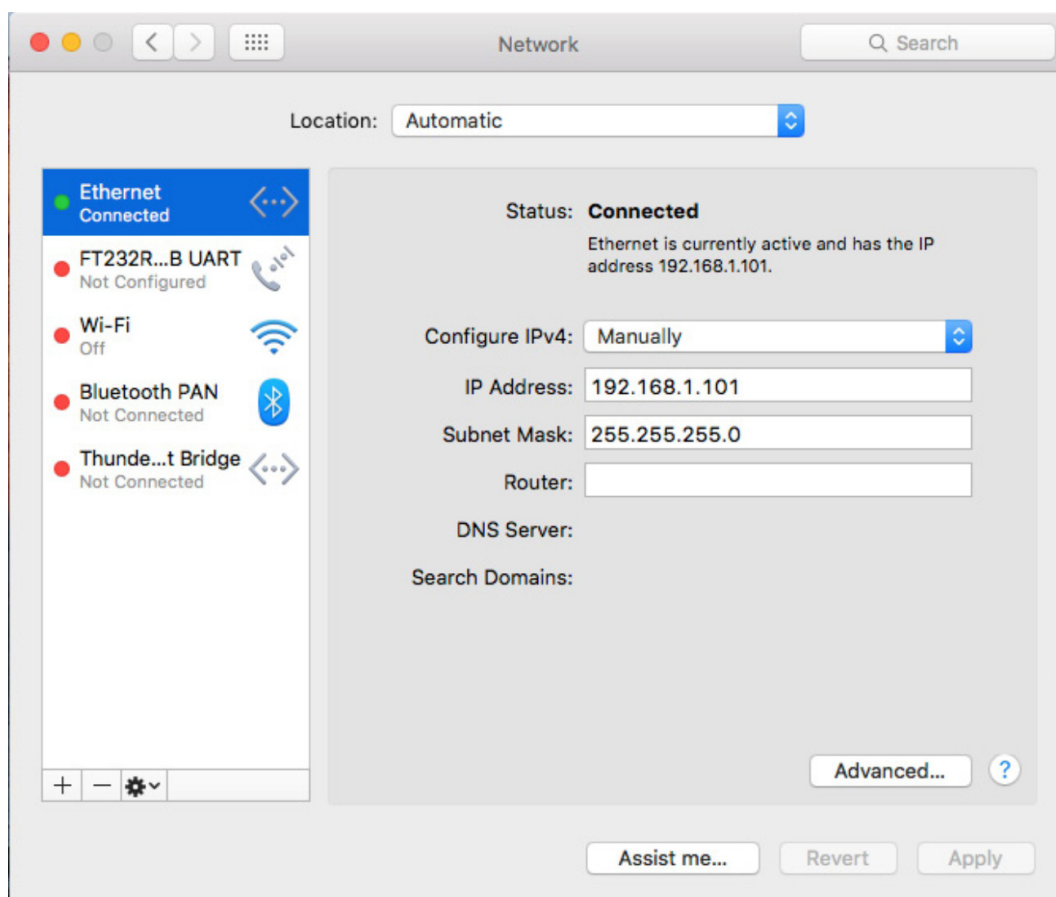 Network
Search
Location: Automatic
Ethernet
Connected
FT232R...B UART
Not Configured
Wi-Fi
Off
Bluetooth PAN
Not Connected
Thunde...t Bridge
Not Connected
Status: Connected
Ethernet is currently active and has the IP
address 192.168.1.101.
Configure IPv4: Manually
IP Address: 192.168.1.101
Subnet Mask: 255.255.255.0
Router:
DNS Server:
Search Domains:
Advanced...
?
Assist me...
Revert
Apply